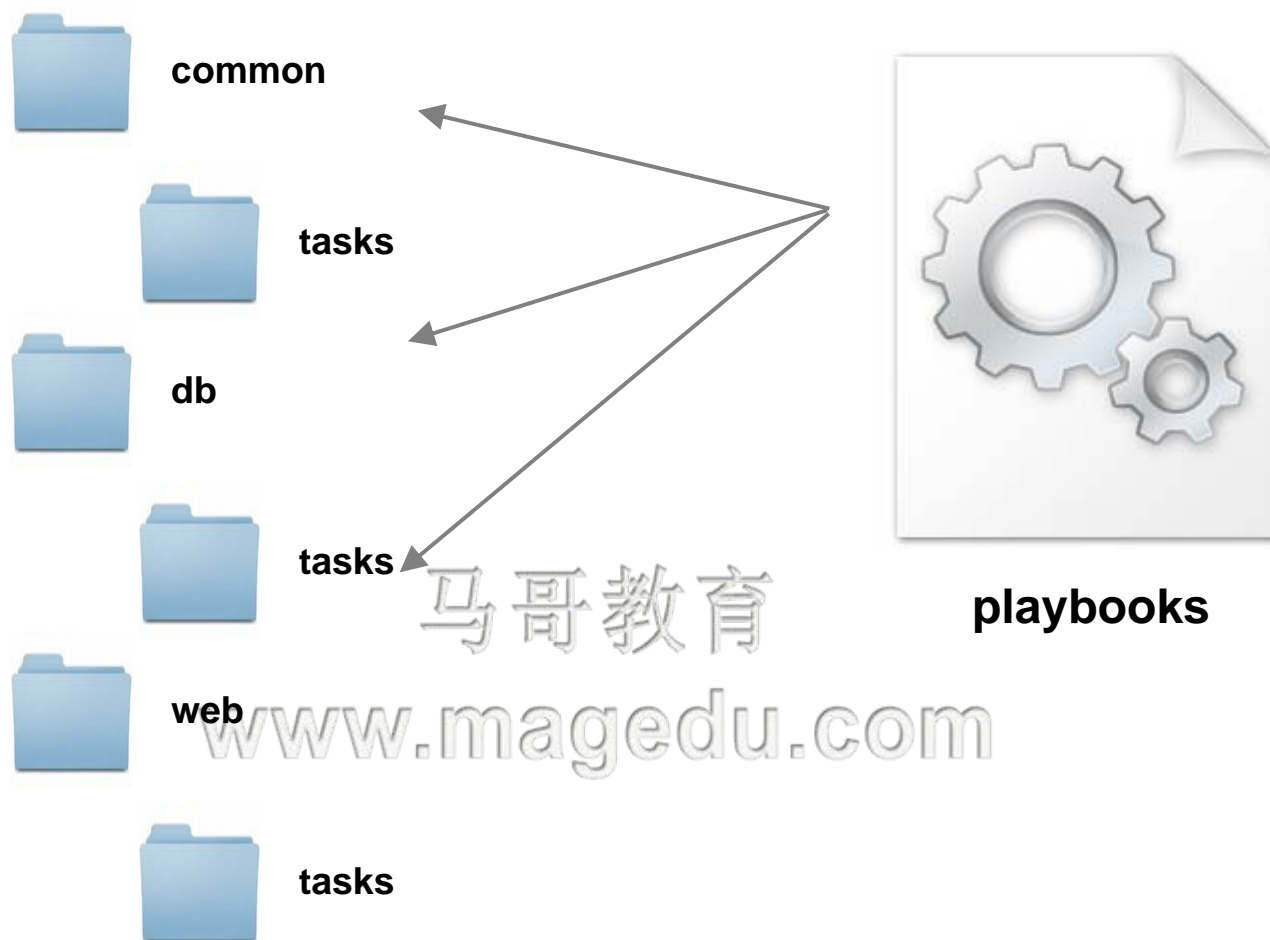 common
tasks
db
tasks
马哥教育
playbooks
web
www.magedu.com
tasks